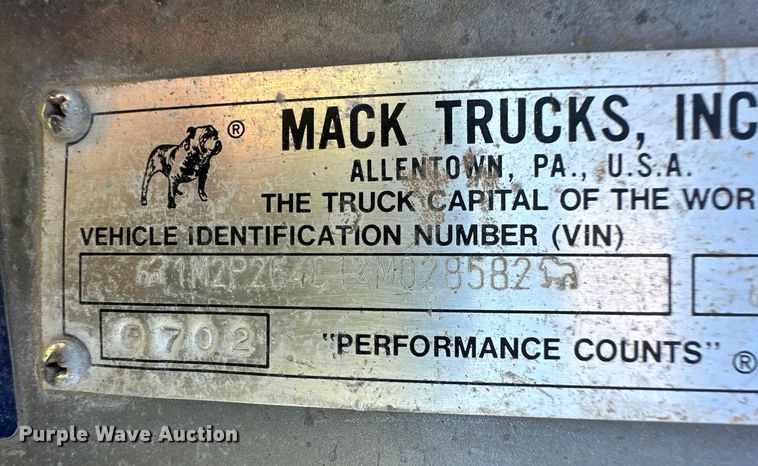 ® MACK TRUCKS, INC
ALLENTOWN, PA., U.S.A.
THE TRUCK CAPITAL OF THE WOR
VEHICLE IDENTIFICATION NUMBER (VIN)
1M2P264C1XM028582
"PERFORMANCE COUNTS" ®
Purple Wave Auction